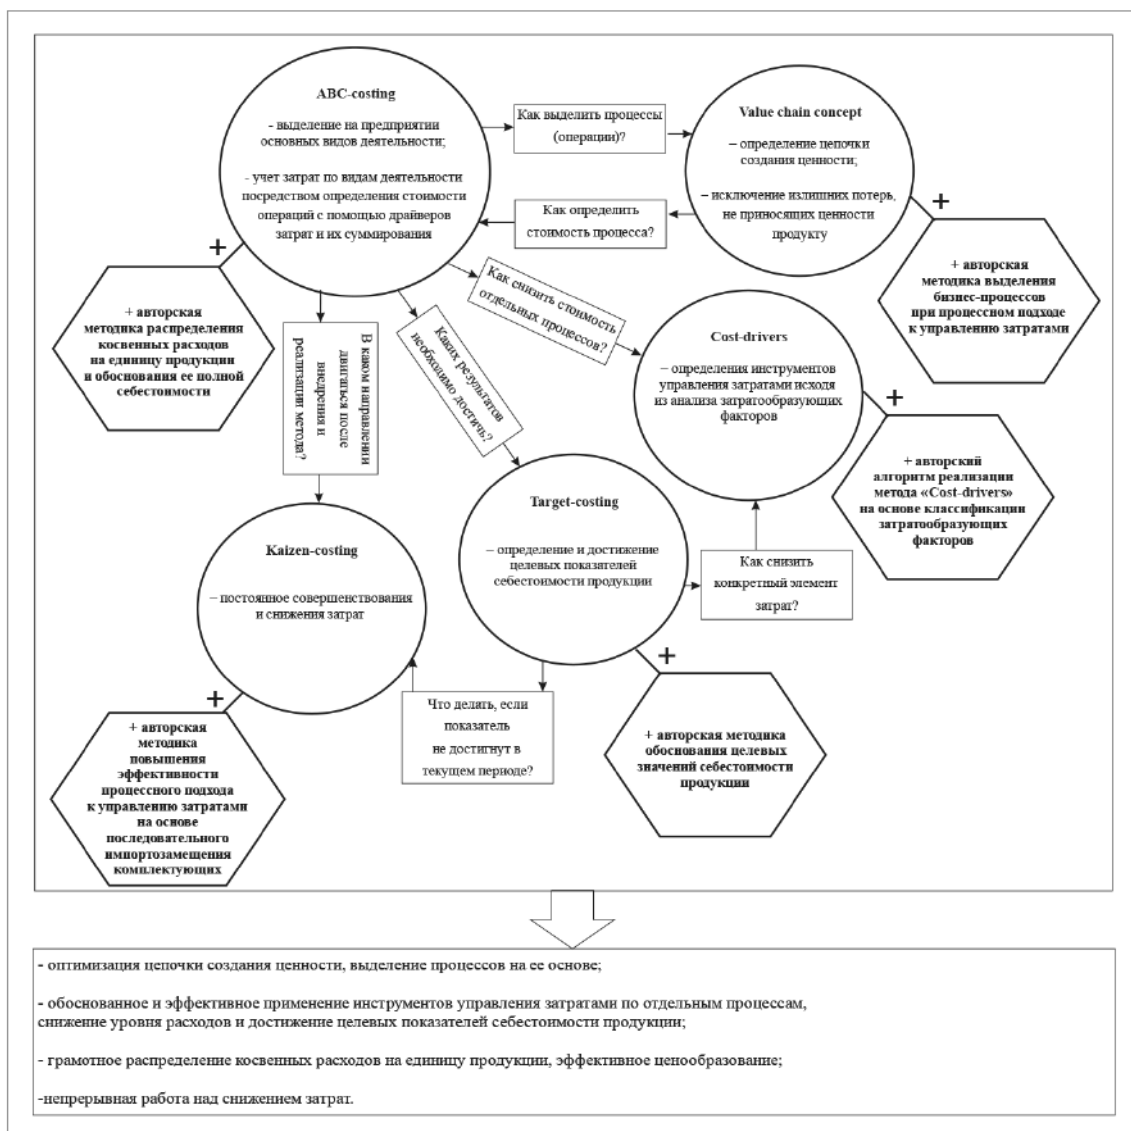 ABC-costing
- выделение на предприятии
основных видов деятельности;
- учет затрат по видам деятельности
посредством определения стоимости
операций с помощью драйверов
затрат и их суммирования
Как выделить процессы
(операции)?
Value chain concept
– определение цепочки
создания ценности;
– исключение излишних потерь,
не приносящих ценности
продукту
Как определить
стоимость процесса?
+
+ авторская
методика распределения
косвенных расходов
на единицу продукции
и обоснования ее полной
себестоимости
+
+ авторская
методика выделения
бизнес-процессов
при процессном подходе
к управлению затратами
Как снизить стоимость
отдельных процессов?
Каких результатов
необходимо достичь?
В каком направлении
двигаться после
внедрения и
реализации метода?
Cost-drivers
– определения инструментов
управления затратами исходя
из анализа затратообразующих
факторов
+
+ авторский
алгоритм реализации
метода «Cost-drivers»
на основе классификации
затратообразующих
факторов
Target-costing
– определение и достижение
целевых показателей
себестоимости продукции
Как снизить
конкретный элемент
затрат?
Kaizen-costing
– постоянное совершенствования
и снижения затрат
Что делать, если
показатель
не достигнут в
текущем периоде?
+
+ авторская методика
обоснования целевых
значений себестоимости
продукции
+
+ авторская
методика
повышения
эффективности
процессного подхода
к управлению затратами
на основе
последовательного
импортозамещения
комплектующих
- оптимизация цепочки создания ценности, выделение процессов на ее основе;
- обоснованное и эффективное применение инструментов управления затратами по отдельным процессам,
снижение уровня расходов и достижение целевых показателей себестоимости продукции;
- грамотное распределение косвенных расходов на единицу продукции, эффективное ценообразование;
-непрерывная работа над снижением затрат.